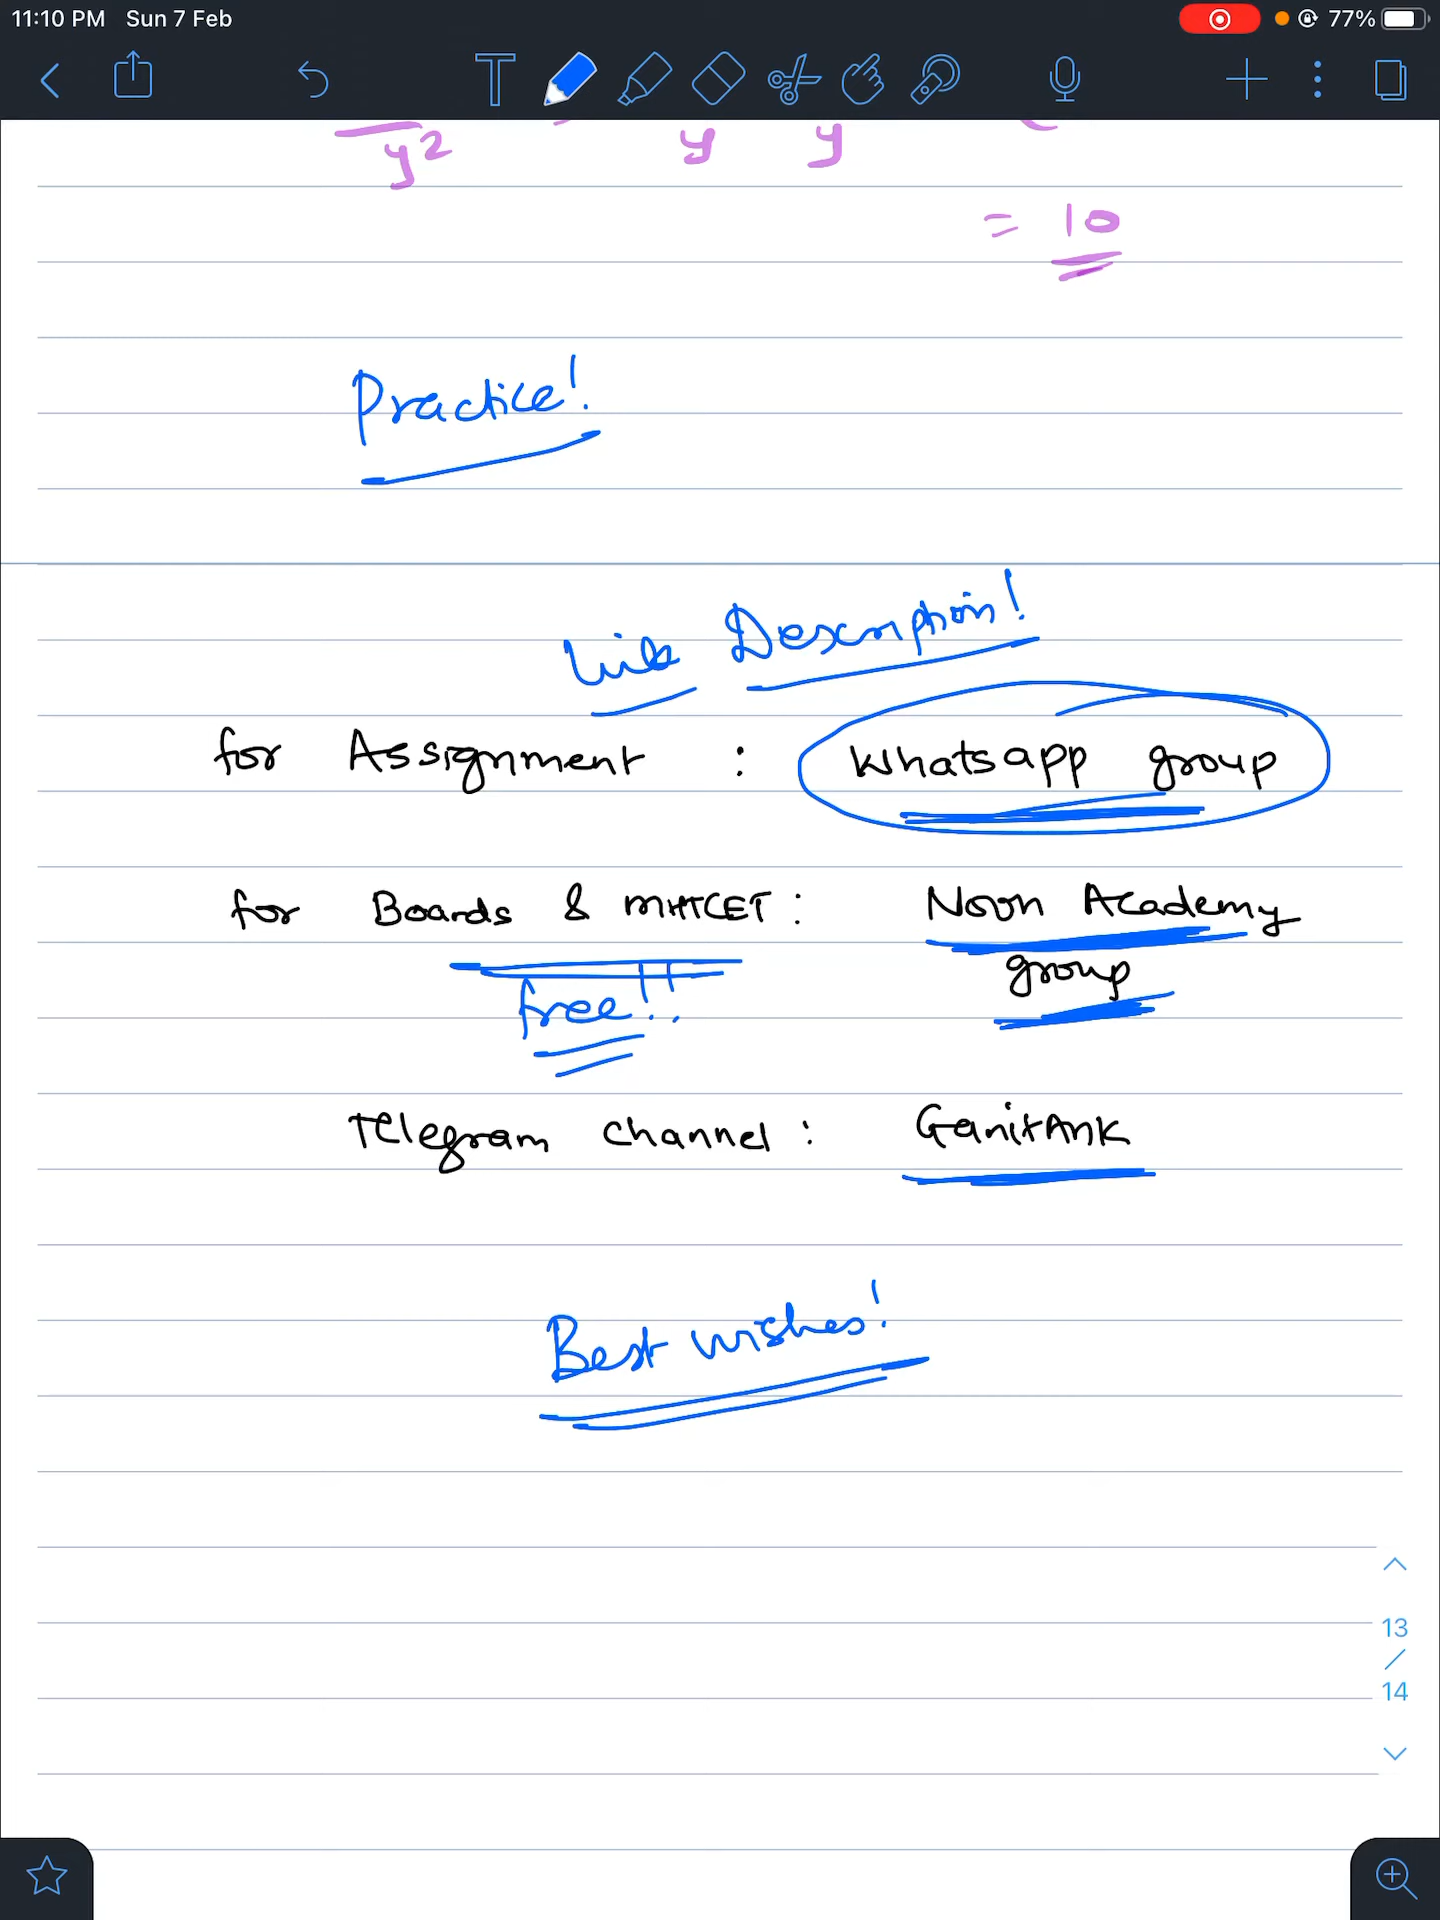 11:10 PM Sun 7 Feb 77%
y² y y
= 10
Practice!
Link Description!
for Assignment : Whatsapp group
for Boards & MHTCET : Noon Academy
group
free!!
Telegram channel : GanitAnk
Best wishes!
13
/
14